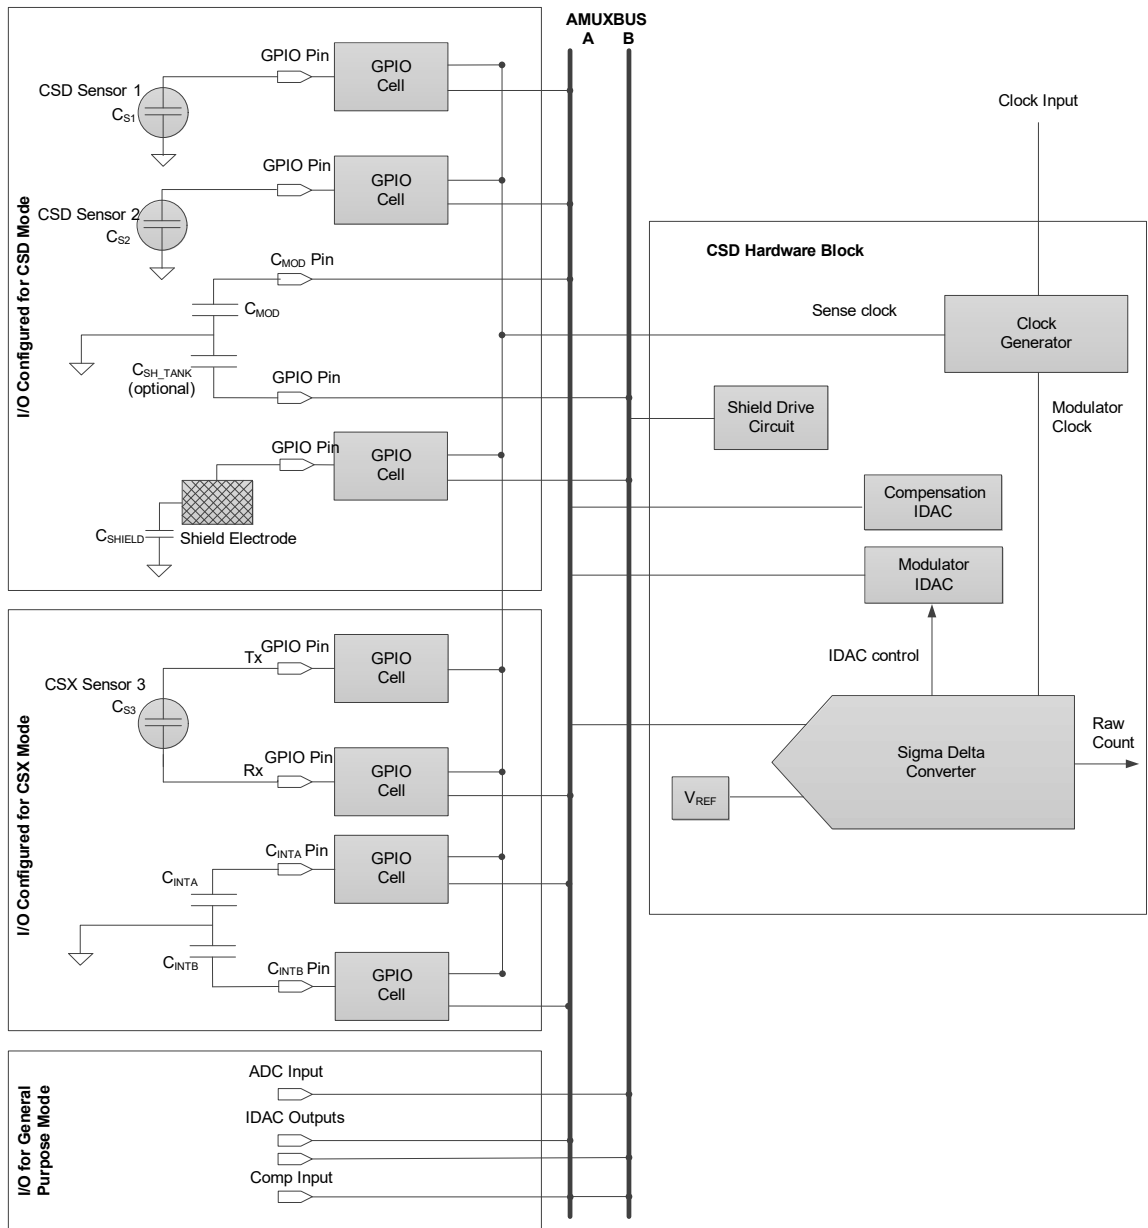 AMUXBUS
A B
I/O Configured for CSD Mode
GPIO Pin
GPIO
Cell
CSD Sensor 1
CS1
GPIO Pin
GPIO
Cell
CSD Sensor 2
CS2
CMOD Pin
CMOD
CSH_TANK
(optional)
GPIO Pin
GPIO Pin
GPIO
Cell
CSHIELD
Shield Electrode
I/O Configured for CSX Mode
GPIO Pin
Tx
GPIO
Cell
CSX Sensor 3
CS3
GPIO Pin
Rx
GPIO
Cell
CINTA Pin
GPIO
Cell
CINTA
CINTB
CINTB Pin
GPIO
Cell
I/O for General
Purpose Mode
ADC Input
IDAC Outputs
Comp Input
Clock Input
CSD Hardware Block
Sense clock
Clock
Generator
Shield Drive
Circuit
Modulator
Clock
Compensation
IDAC
Modulator
IDAC
IDAC control
Sigma Delta
Converter
Raw
Count
VREF